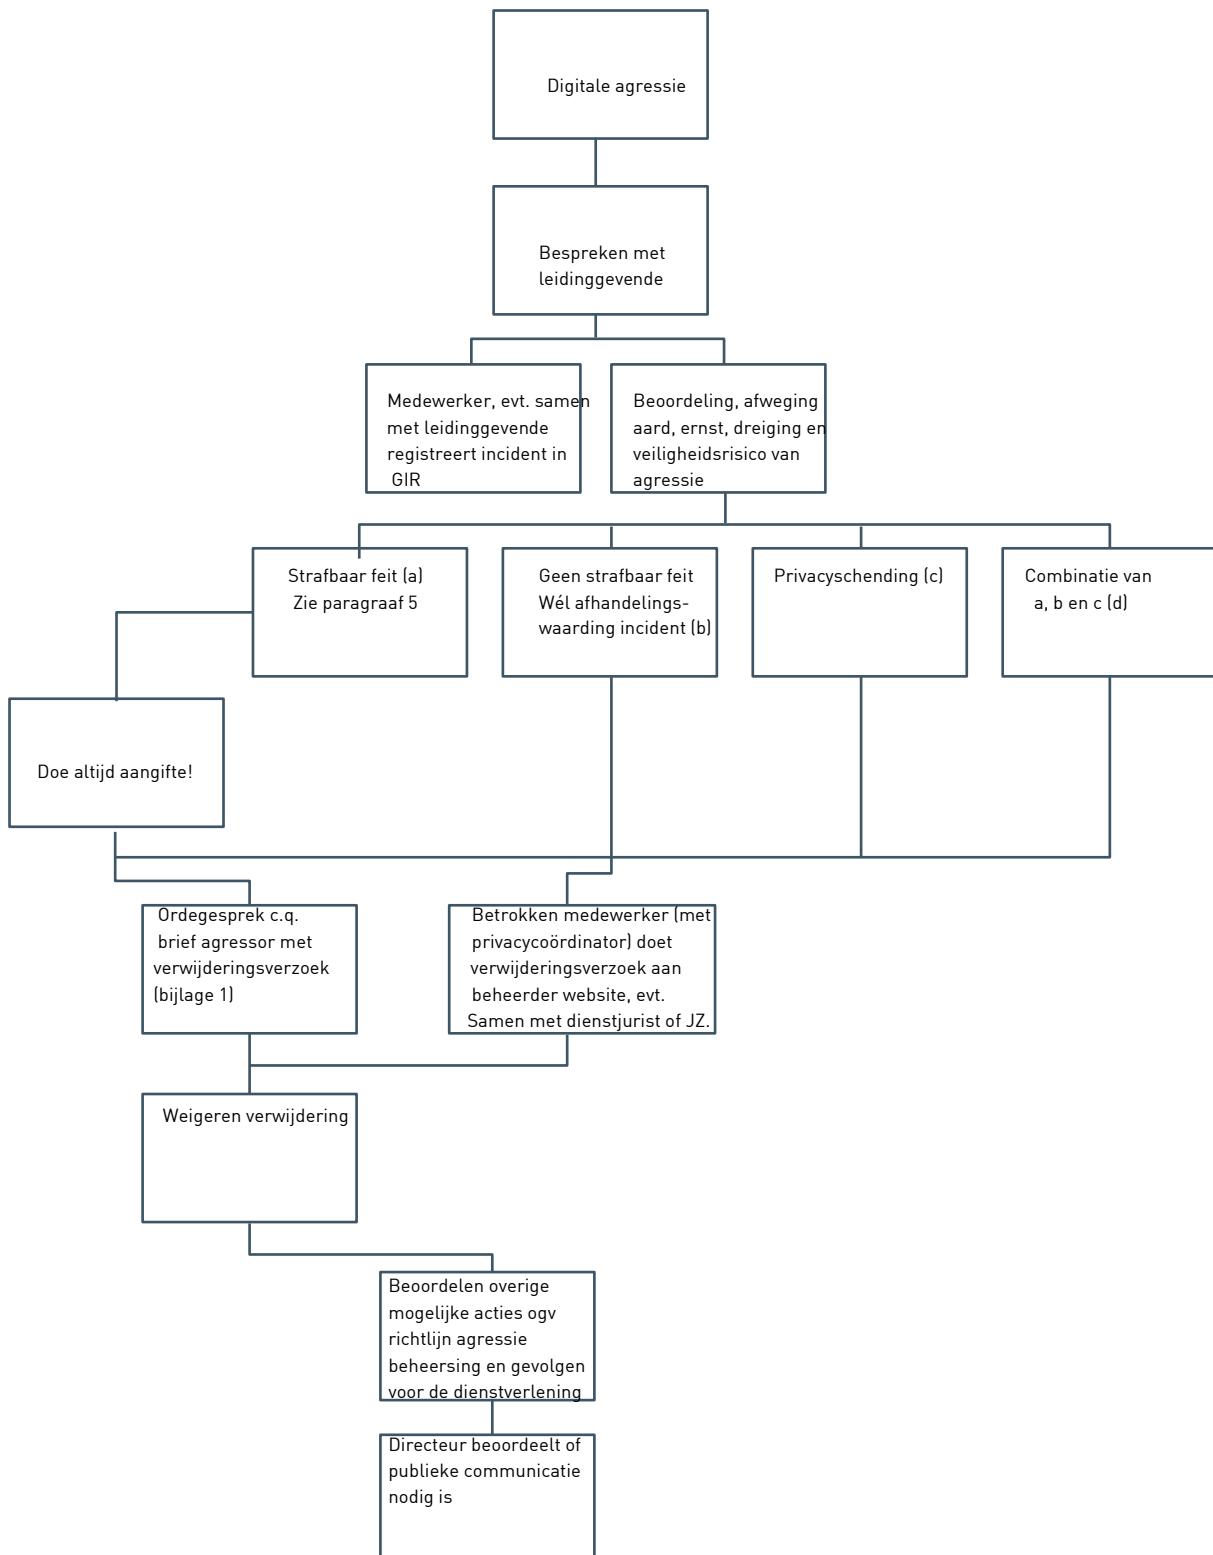 Digitale agressie
Bespreken met
leidinggevende
Medewerker, evt. samen
met leidinggevende
registreert incident in
GIR
Beoordeling, afweging
aard, ernst, dreiging en
veiligheidsrisico van
agressie
Strafbaar feit (a)
Zie paragraaf 5
Geen strafbaar feit
Wél afhandelings-
waarding incident (b)
Privacyschending (c)
Combinatie van
a, b en c (d)
Doe altijd aangifte!
Ordegesprek c.q.
brief agressor met
verwijderingsverzoek
(bijlage 1)
Betrokken medewerker (met
privacycoördinator) doet
verwijderingsverzoek aan
beheerder website, evt.
Samen met dienstjurist of JZ.
Weigeren verwijdering
Beoordelen overige
mogelijke acties ogv
richtlijn agressie
beheersing en gevolgen
voor de dienstverlening
Directeur beoordeelt of
publieke communicatie
nodig is